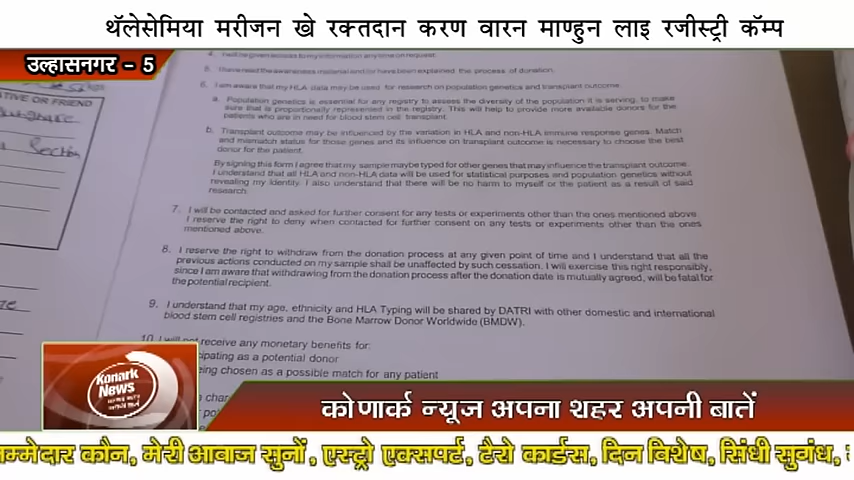 थॅलेसेमिया मरीजन खे रक्तदान करण वारन माण्हुन लाइ रजीस्ट्री कॅम्प
उल्हासनगर - 5
TIVE OR FRIEND
5. I have read the awareness material and/or have been explained the process of donation.
6. I am aware that my HLA data may be used for research on population genetics and transplant outcome.
a. Population genetics is essential for any registry to assess the diversity of the population it is serving, to make
sure that is proportionally represented in the registry. This will help to provide more available donors for the
patients who are in need for blood stem cell transplant.
b. Transplant outcome may be influenced by the variation in HLA and non-HLA immune response genes. Match
and mismatch status for those genes and its influence on transplant outcome is necessary to choose the best
donor for the patient.
By signing this form I agree that my sample maybe typed for other genes that may influence the transplant outcome.
I understand that all HLA and non-HLA data will be used for statistical purposes and population genetics without
revealing my identity. I also understand that there will be no harm to myself or the patient as a result of said
research.
7. I will be contacted and asked for further consent for any tests or experiments other than the ones mentioned above.
I reserve the right to deny when contacted for further consent on any tests or experiments other than the ones
mentioned above.
8. I reserve the right to withdraw from the donation process at any given point of time and I understand that all the
previous actions conducted on my sample shall be unaffected by such cessation. I will exercise this right responsibly,
since I am aware that withdrawing from the donation process after the donation date is mutually agreed, will be fatal for
the potential recipient.
9. I understand that my age, ethnicity and HLA Typing will be shared by DATRI with other domestic and international
blood stem cell registries and the Bone Marrow Donor Worldwide (BMDW).
10. I will not receive any monetary benefits for:
cipating as a potential donor
eing chosen as a possible match for any patient
Konark
News
कोणार्क न्यूज अपना शहर अपनी बातें
म्मेदार कौन, मेरी आवाज सुनों, एस्ट्रो एक्सपर्ट, टैरो कार्डस, दिन विशेष, सिंधी सुगंध,